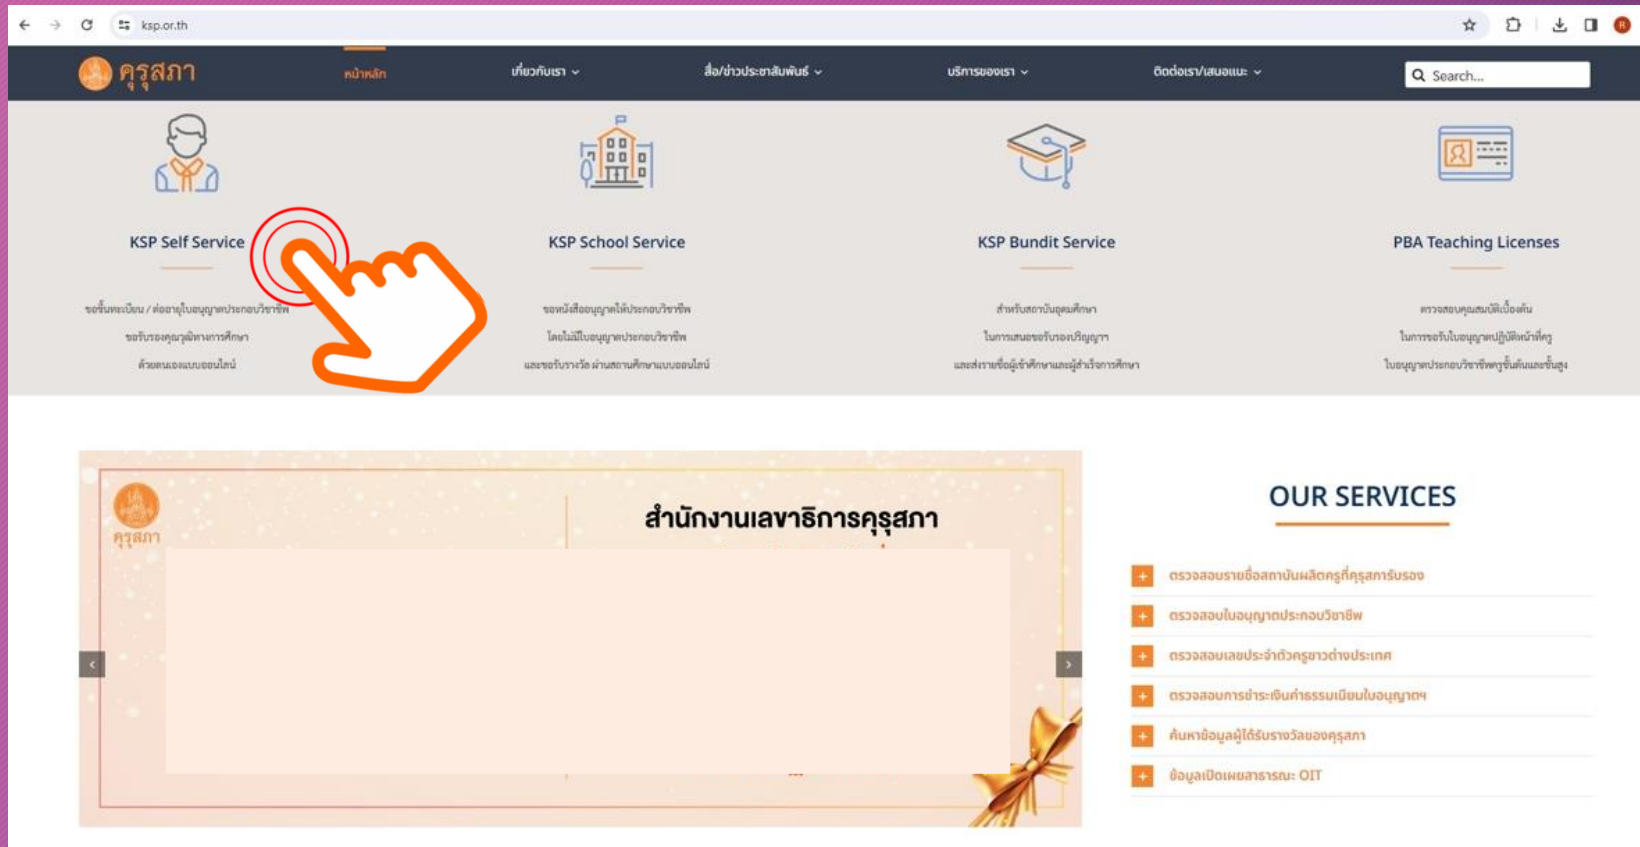 ksp.or.th
R
คุรุสภา
หน้าหลัก
เกี่ยวกับเรา
สื่อ/ข่าวประชาสัมพันธ์
บริการของเรา
ติดต่อเรา/เสนอแนะ
Search...
KSP Self Service
ขอขึ้นทะเบียน / ต่ออายุใบอนุญาตประกอบวิชาชีพ
ขอรับรองคุณวุฒิทางการศึกษา
ด้วยตนเองแบบออนไลน์
KSP School Service
ขอหนังสืออนุญาตให้ประกอบวิชาชีพ
โดยไม่มีใบอนุญาตประกอบวิชาชีพ
และขอรับรางวัล ผ่านสถานศึกษาแบบออนไลน์
KSP Bundit Service
สำหรับสถาบันอุดมศึกษา
ในการเสนอขอรับรองปริญญาฯ
และส่งรายชื่อผู้เข้าศึกษาและผู้สำเร็จการศึกษา
PBA Teaching Licenses
ตรวจสอบคุณสมบัติเบื้องต้น
ในการขอรับใบอนุญาตปฏิบัติหน้าที่ครู
ใบอนุญาตประกอบวิชาชีพครูชั้นต้นและชั้นสูง
คุรุสภา
สำนักงานเลขาธิการคุรุสภา
OUR SERVICES
ตรวจสอบรายชื่อสถาบันผลิตครูที่คุรุสภารับรอง
ตรวจสอบใบอนุญาตประกอบวิชาชีพ
ตรวจสอบเลขประจำตัวครูชาวต่างประเทศ
ตรวจสอบการชำระเงินค่าธรรมเนียมใบอนุญาตฯ
ค้นหาข้อมูลผู้ได้รับรางวัลของคุรุสภา
ข้อมูลเปิดเผยสาธารณะ OIT